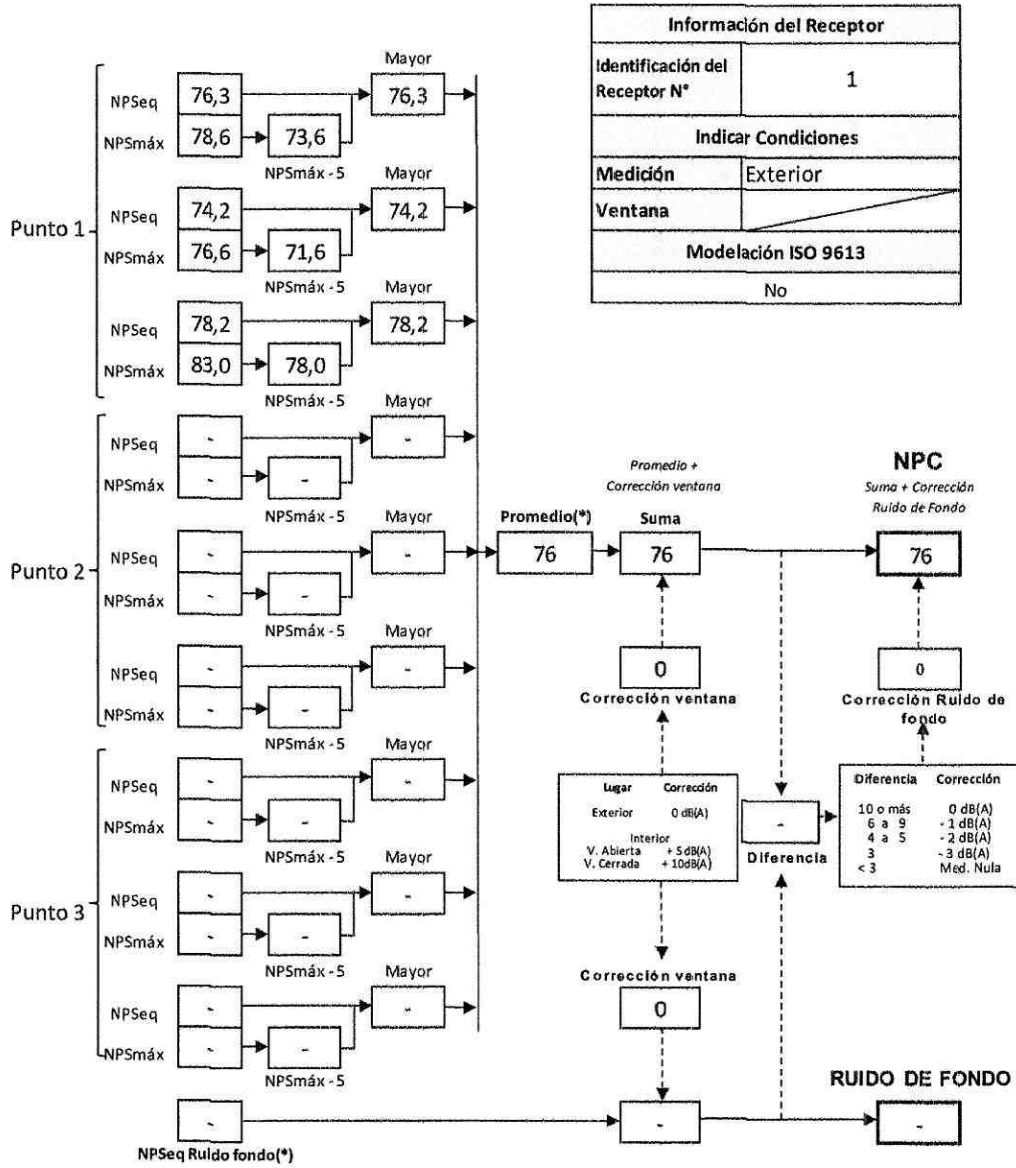 Información del Receptor
Identificación del Receptor N° 1
Indicar Condiciones
Medición Exterior
Ventana
Modelación ISO 9613
No
Punto 1
Mayor
NPSeq 76,3 76,3
NPSmáx 78,6 73,6
NPSmáx - 5
Mayor
NPSeq 74,2 74,2
NPSmáx 76,6 71,6
NPSmáx - 5
Mayor
NPSeq 78,2 78,2
NPSmáx 83,0 78,0
NPSmáx - 5
Punto 2
Mayor
NPSeq - -
NPSmáx - -
NPSmáx - 5
Mayor
NPSeq - -
NPSmáx - -
NPSmáx - 5
Mayor
NPSeq - -
NPSmáx - -
NPSmáx - 5
Punto 3
Mayor
NPSeq - -
NPSmáx - -
NPSmáx - 5
Mayor
NPSeq - -
NPSmáx - -
NPSmáx - 5
Mayor
NPSeq - -
NPSmáx - -
NPSmáx - 5
-
NPSeq Ruido fondo(*)
Promedio(*)
76
Promedio +
Corrección ventana
Suma
76
0
Corrección ventana
Lugar Corrección
Exterior 0 dB(A)
Interior
V. Abierta + 5dB(A)
V. Cerrada + 10dB(A)
Corrección ventana
0
-
-
Diferencia
NPC
Suma + Corrección
Ruido de Fondo
76
0
Corrección Ruido de
fondo
Diferencia Corrección
10 o más 0 dB(A)
6 a 9 - 1 dB(A)
4 a 5 - 2 dB(A)
3 - 3 dB(A)
< 3 Med. Nula
RUIDO DE FONDO
-